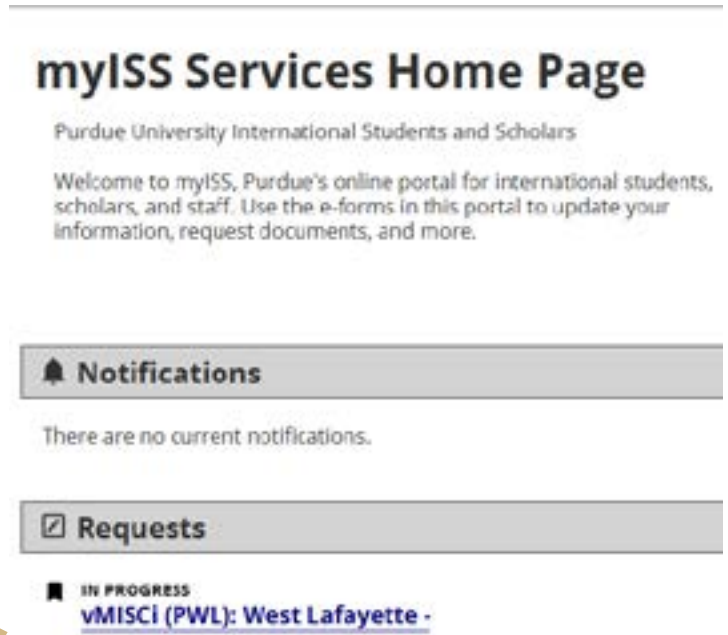 myISS Services Home Page
Purdue University International Students and Scholars
Welcome to myISS, Purdue's online portal for international students,
scholars, and staff. Use the e-forms in this portal to update your
information, request documents, and more.
Notifications
There are no current notifications.
Requests
IN PROGRESS
vMISCi (PWL): West Lafayette -